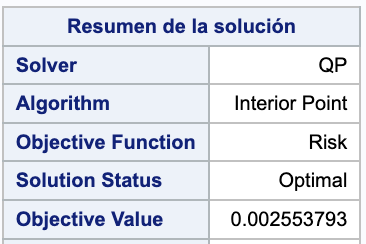 Resumen de la solución
Solver QP
Algorithm Interior Point
Objective Function Risk
Solution Status Optimal
Objective Value 0.002553793